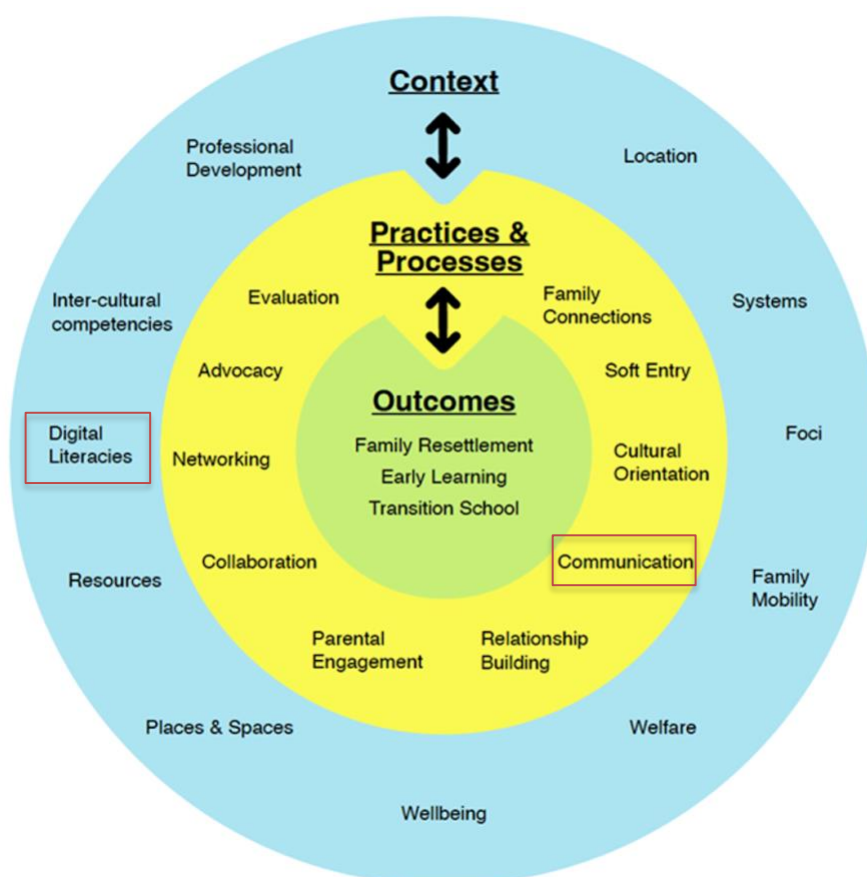 Context
Professional
Development
Location
Inter-cultural
competencies
Systems
Digital
Literacies
Foci
Resources
Family
Mobility
Places & Spaces
Welfare
Wellbeing
Practices &
Processes
Evaluation
Family
Connections
Advocacy
Soft Entry
Networking
Cultural
Orientation
Collaboration
Communication
Parental
Engagement
Relationship
Building
Outcomes
Family Resettlement
Early Learning
Transition School